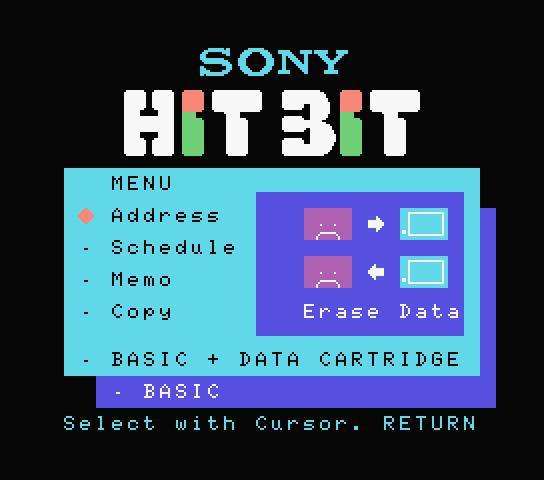 SONY
HiT BiT
MENU
Address
- Schedule
- Memo
- Copy
Erase Data
- BASIC + DATA CARTRIDGE
- BASIC
Select with Cursor. RETURN